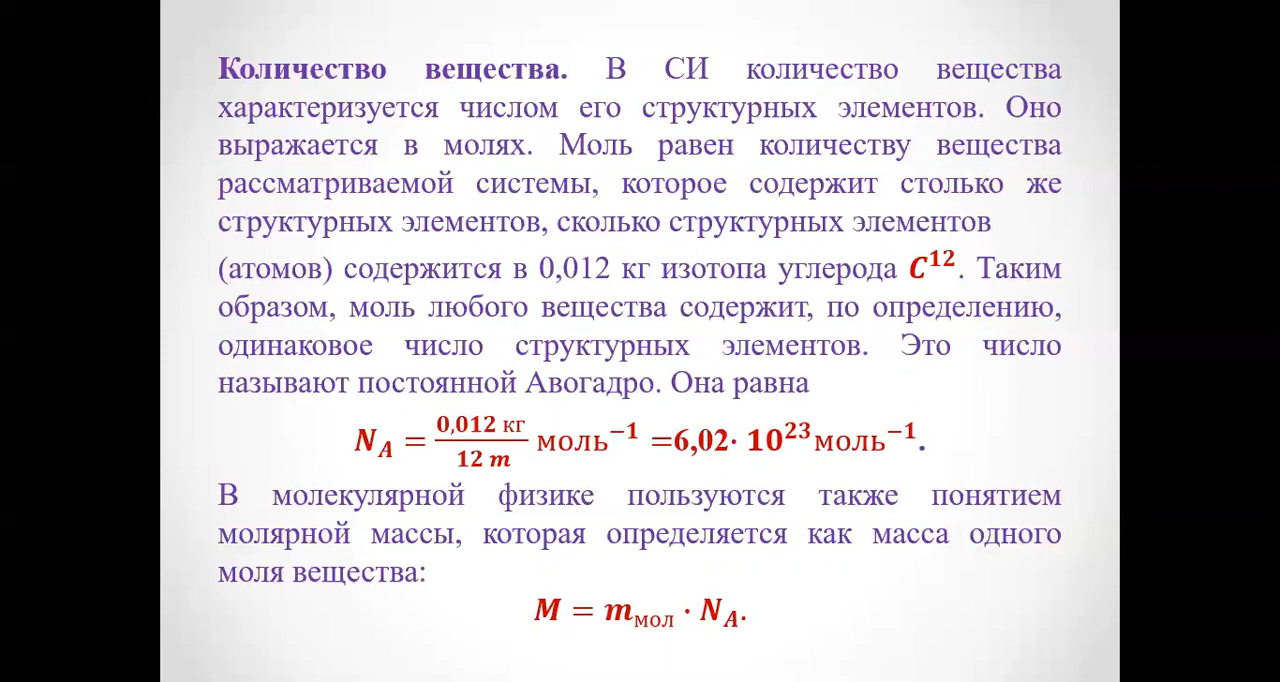 Количество вещества. В СИ количество вещества
характеризуется числом его структурных элементов. Оно
выражается в молях. Моль равен количеству вещества
рассматриваемой системы, которое содержит столько же
структурных элементов, сколько структурных элементов
(атомов) содержится в 0,012 кг изотопа углерода C¹². Таким
образом, моль любого вещества содержит, по определению,
одинаковое число структурных элементов. Это число
называют постоянной Авогадро. Она равна
N_A = 0,012 кг / 12 m моль⁻¹ =6,02· 10²³моль⁻¹.
В молекулярной физике пользуются также понятием
молярной массы, которая определяется как масса одного
моля вещества:
M = m_мол · N_A.